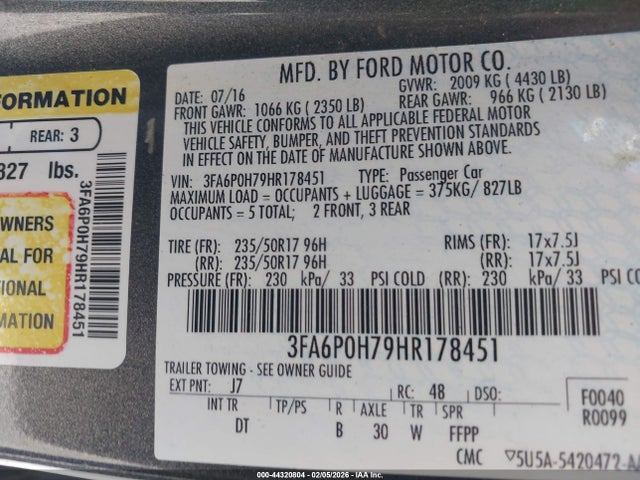 FORMATION
REAR: 3
827 lbs.
OWNERS
AL FOR
TIONAL
MATION
3FA6P0H79HR178451
MFD. BY FORD MOTOR CO.
DATE: 07/16 GVWR: 2009 KG ( 4430 LB)
FRONT GAWR: 1066 KG ( 2350 LB) REAR GAWR: 966 KG ( 2130 LB)
THIS VEHICLE CONFORMS TO ALL APPLICABLE FEDERAL MOTOR
VEHICLE SAFETY, BUMPER, AND THEFT PREVENTION STANDARDS
IN EFFECT ON THE DATE OF MANUFACTURE SHOWN ABOVE.
VIN: 3FA6P0H79HR178451 TYPE: Passenger Car
MAXIMUM LOAD = OCCUPANTS + LUGGAGE = 375KG/ 827LB
OCCUPANTS = 5 TOTAL; 2 FRONT, 3 REAR
TIRE (FR): 235/50R17 96H RIMS (FR): 17x7.5J
(RR): 235/50R17 96H (RR): 17x7.5J
PRESSURE (FR): 230 kPa/ 33 PSI COLD (RR): 230 kPa/ 33 PSI CO
3FA6P0H79HR178451
TRAILER TOWING - SEE OWNER GUIDE
EXT PNT: J7 RC: 48 DSO: F0040
R0099
INT TR TP/PS R AXLE TR SPR
DT B 30 W FFPP
CMC ▽5U5A-5420472-A
000-44320804 - 02/05/2026 - IAA Inc.